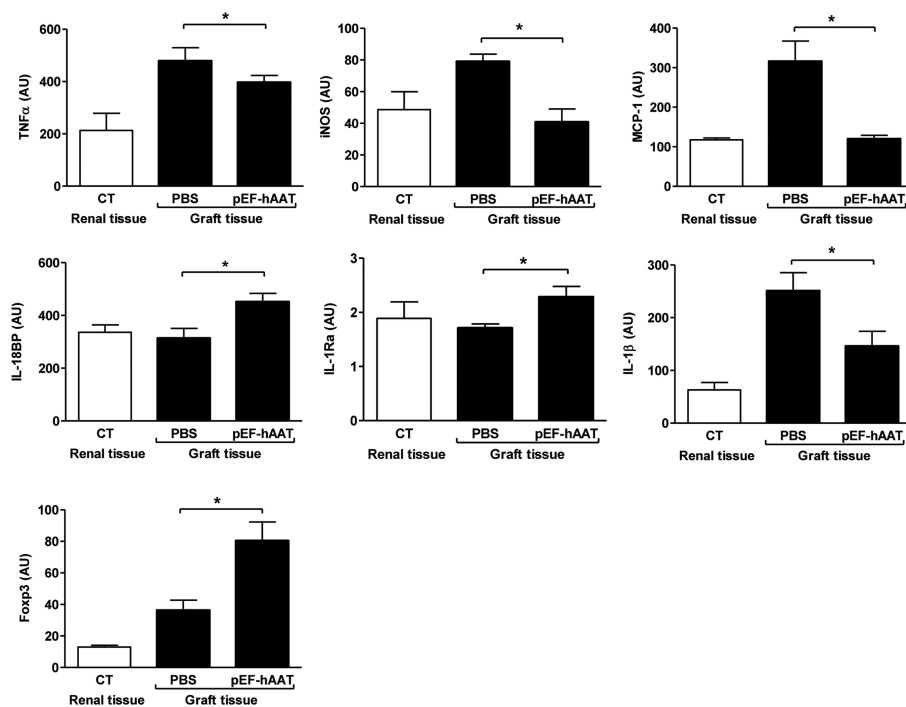 *
600
400
200
0
TNFα (AU)
CT PBS pEF-hAAT
Renal tissue Graft tissue
*
100
80
60
40
20
0
iNOS (AU)
CT PBS pEF-hAAT
Renal tissue Graft tissue
*
400
300
200
100
0
MCP-1 (AU)
CT PBS pEF-hAAT
Renal tissue Graft tissue
*
600
400
200
0
IL-18BP (AU)
CT PBS pEF-hAAT
Renal tissue Graft tissue
*
3
2
1
0
IL-1Ra (AU)
CT PBS pEF-hAAT
Renal tissue Graft tissue
*
300
200
100
0
IL-1β (AU)
CT PBS pEF-hAAT
Renal tissue Graft tissue
*
100
80
60
40
20
0
Foxp3 (AU)
CT PBS pEF-hAAT
Renal tissue Graft tissue